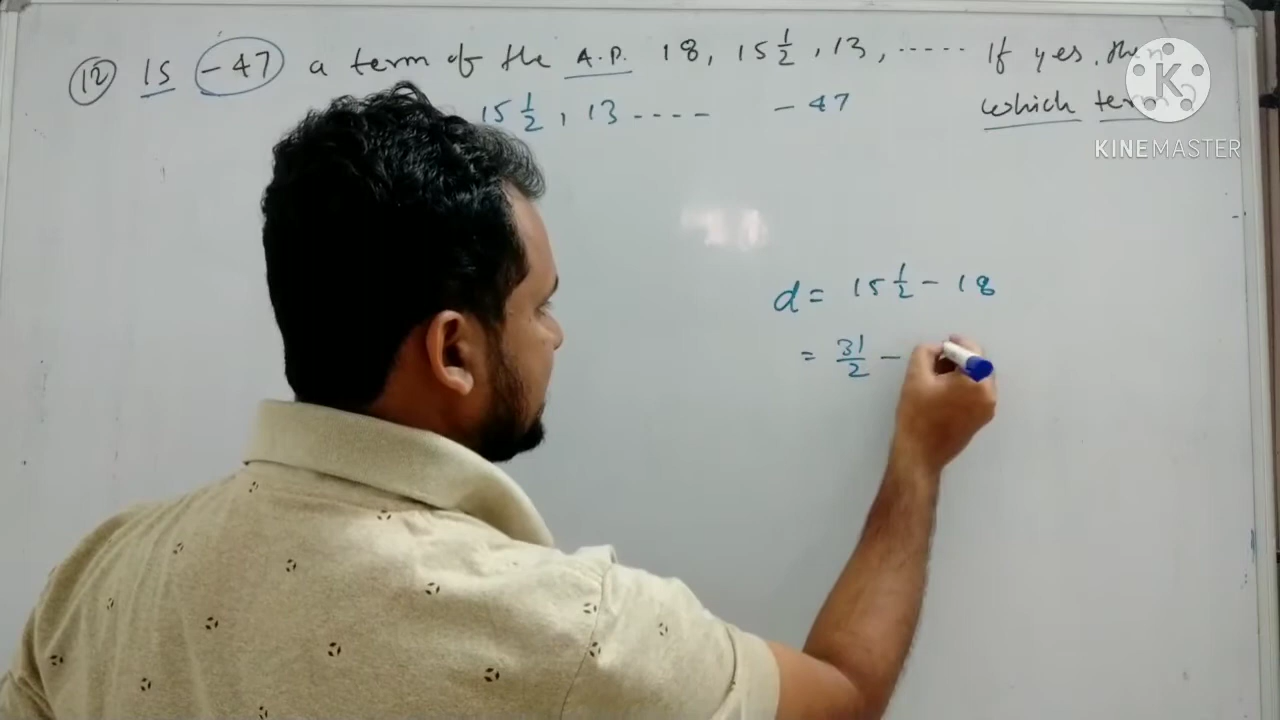 12 Is -47 a term of the A.P. 18, 15 1/2, 13, ...... If yes, then
15 1/2, 13 ---- -47 which term
KINEMASTER
d = 15 1/2 - 18
= 31/2 -